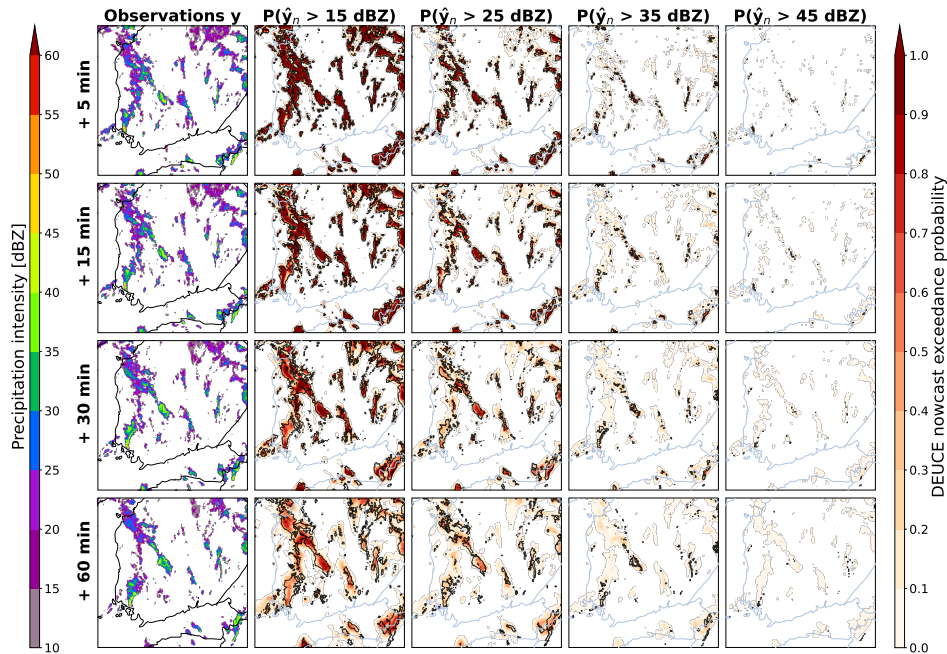 Observations y
P(ŷn > 15 dBZ)
P(ŷn > 25 dBZ)
P(ŷn > 35 dBZ)
P(ŷn > 45 dBZ)
Precipitation intensity [dBZ]
60
55
50
45
40
35
30
25
20
15
10
+ 5 min
+ 15 min
+ 30 min
+ 60 min
1.0
0.9
0.8
0.7
0.6
0.5
0.4
0.3
0.2
0.1
0.0
DEUCE nowcast exceedance probability